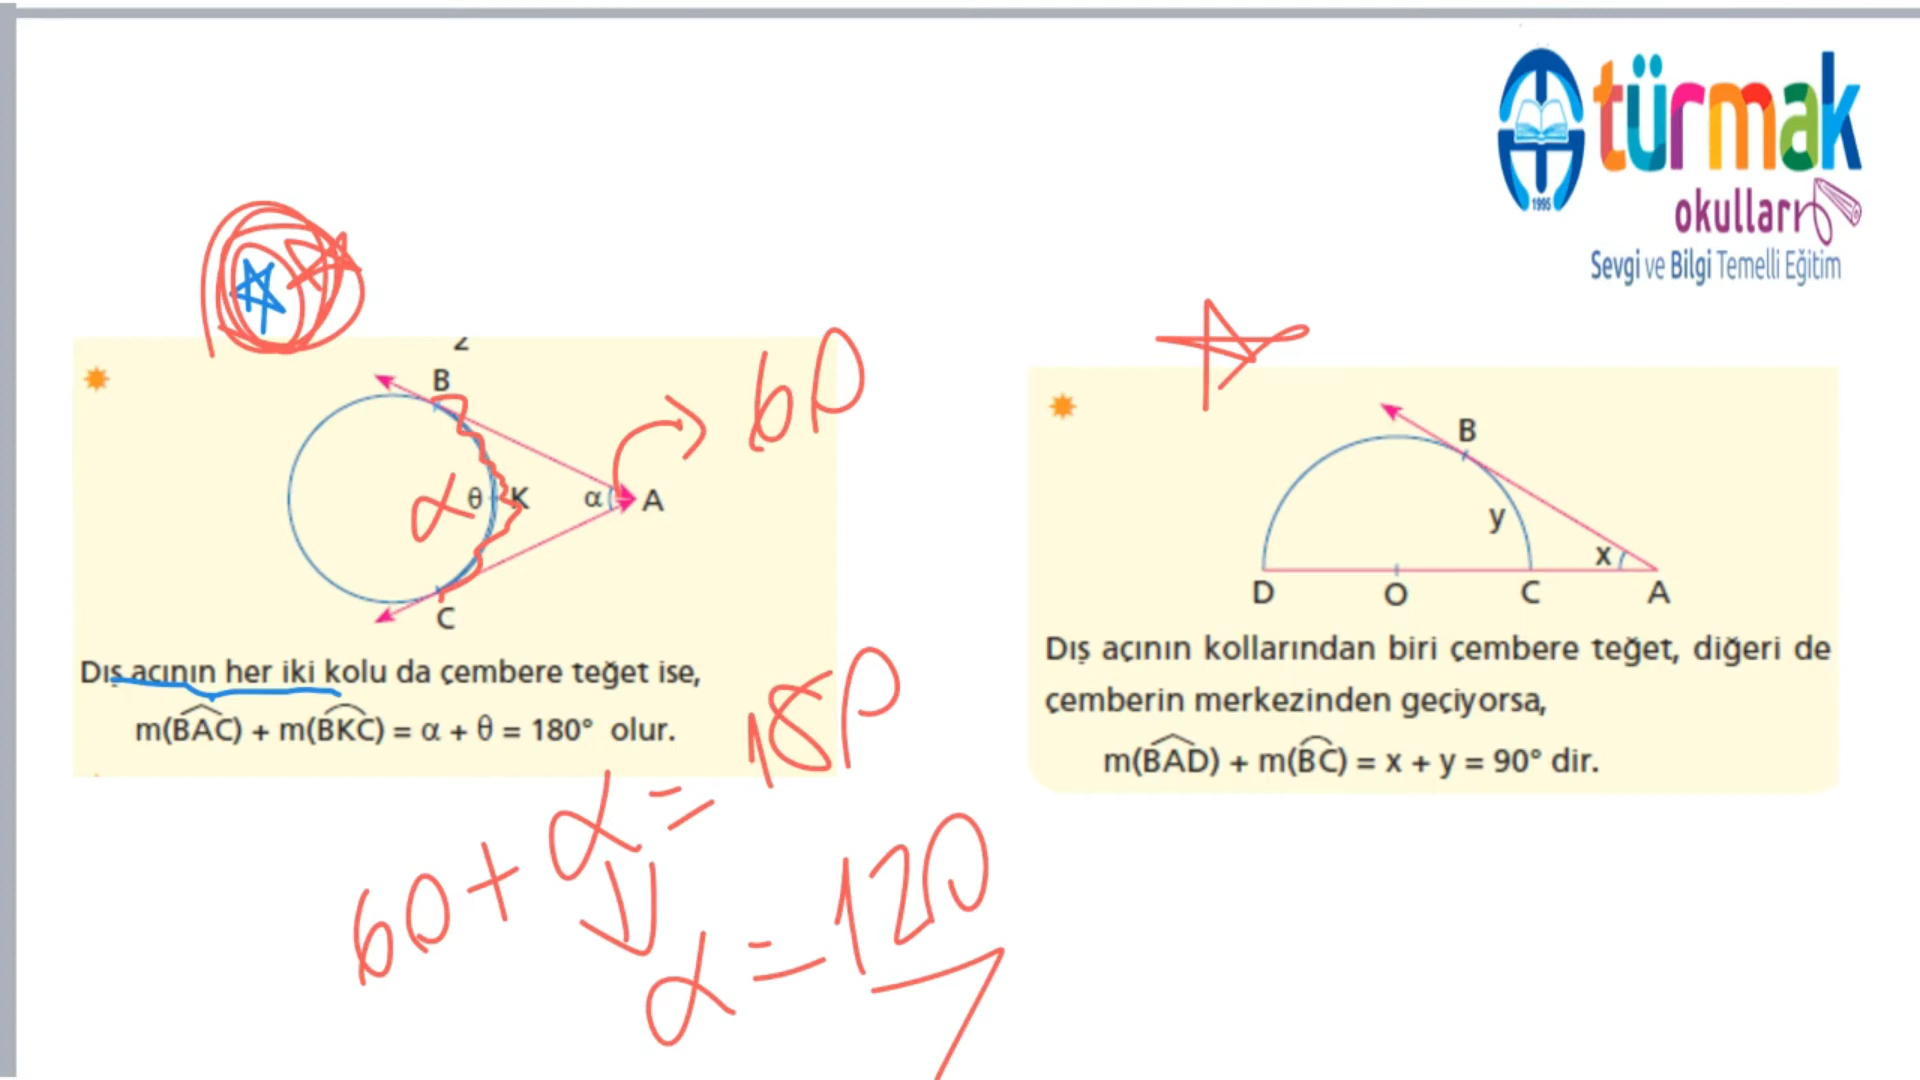 türmak
okulları
1995
Sevgi ve Bilgi Temelli Eğitim
2
B
60
α
θ
K
α
A
C
Dış açının her iki kolu da çembere teğet ise,
m(BAC) + m(BKC) = α + θ = 180° olur.
60 + α = 180
α = 120
B
y
x
D
O
C
A
Dış açının kollarından biri çembere teğet, diğeri de
çemberin merkezinden geçiyorsa,
m(BAD) + m(BC) = x + y = 90° dir.